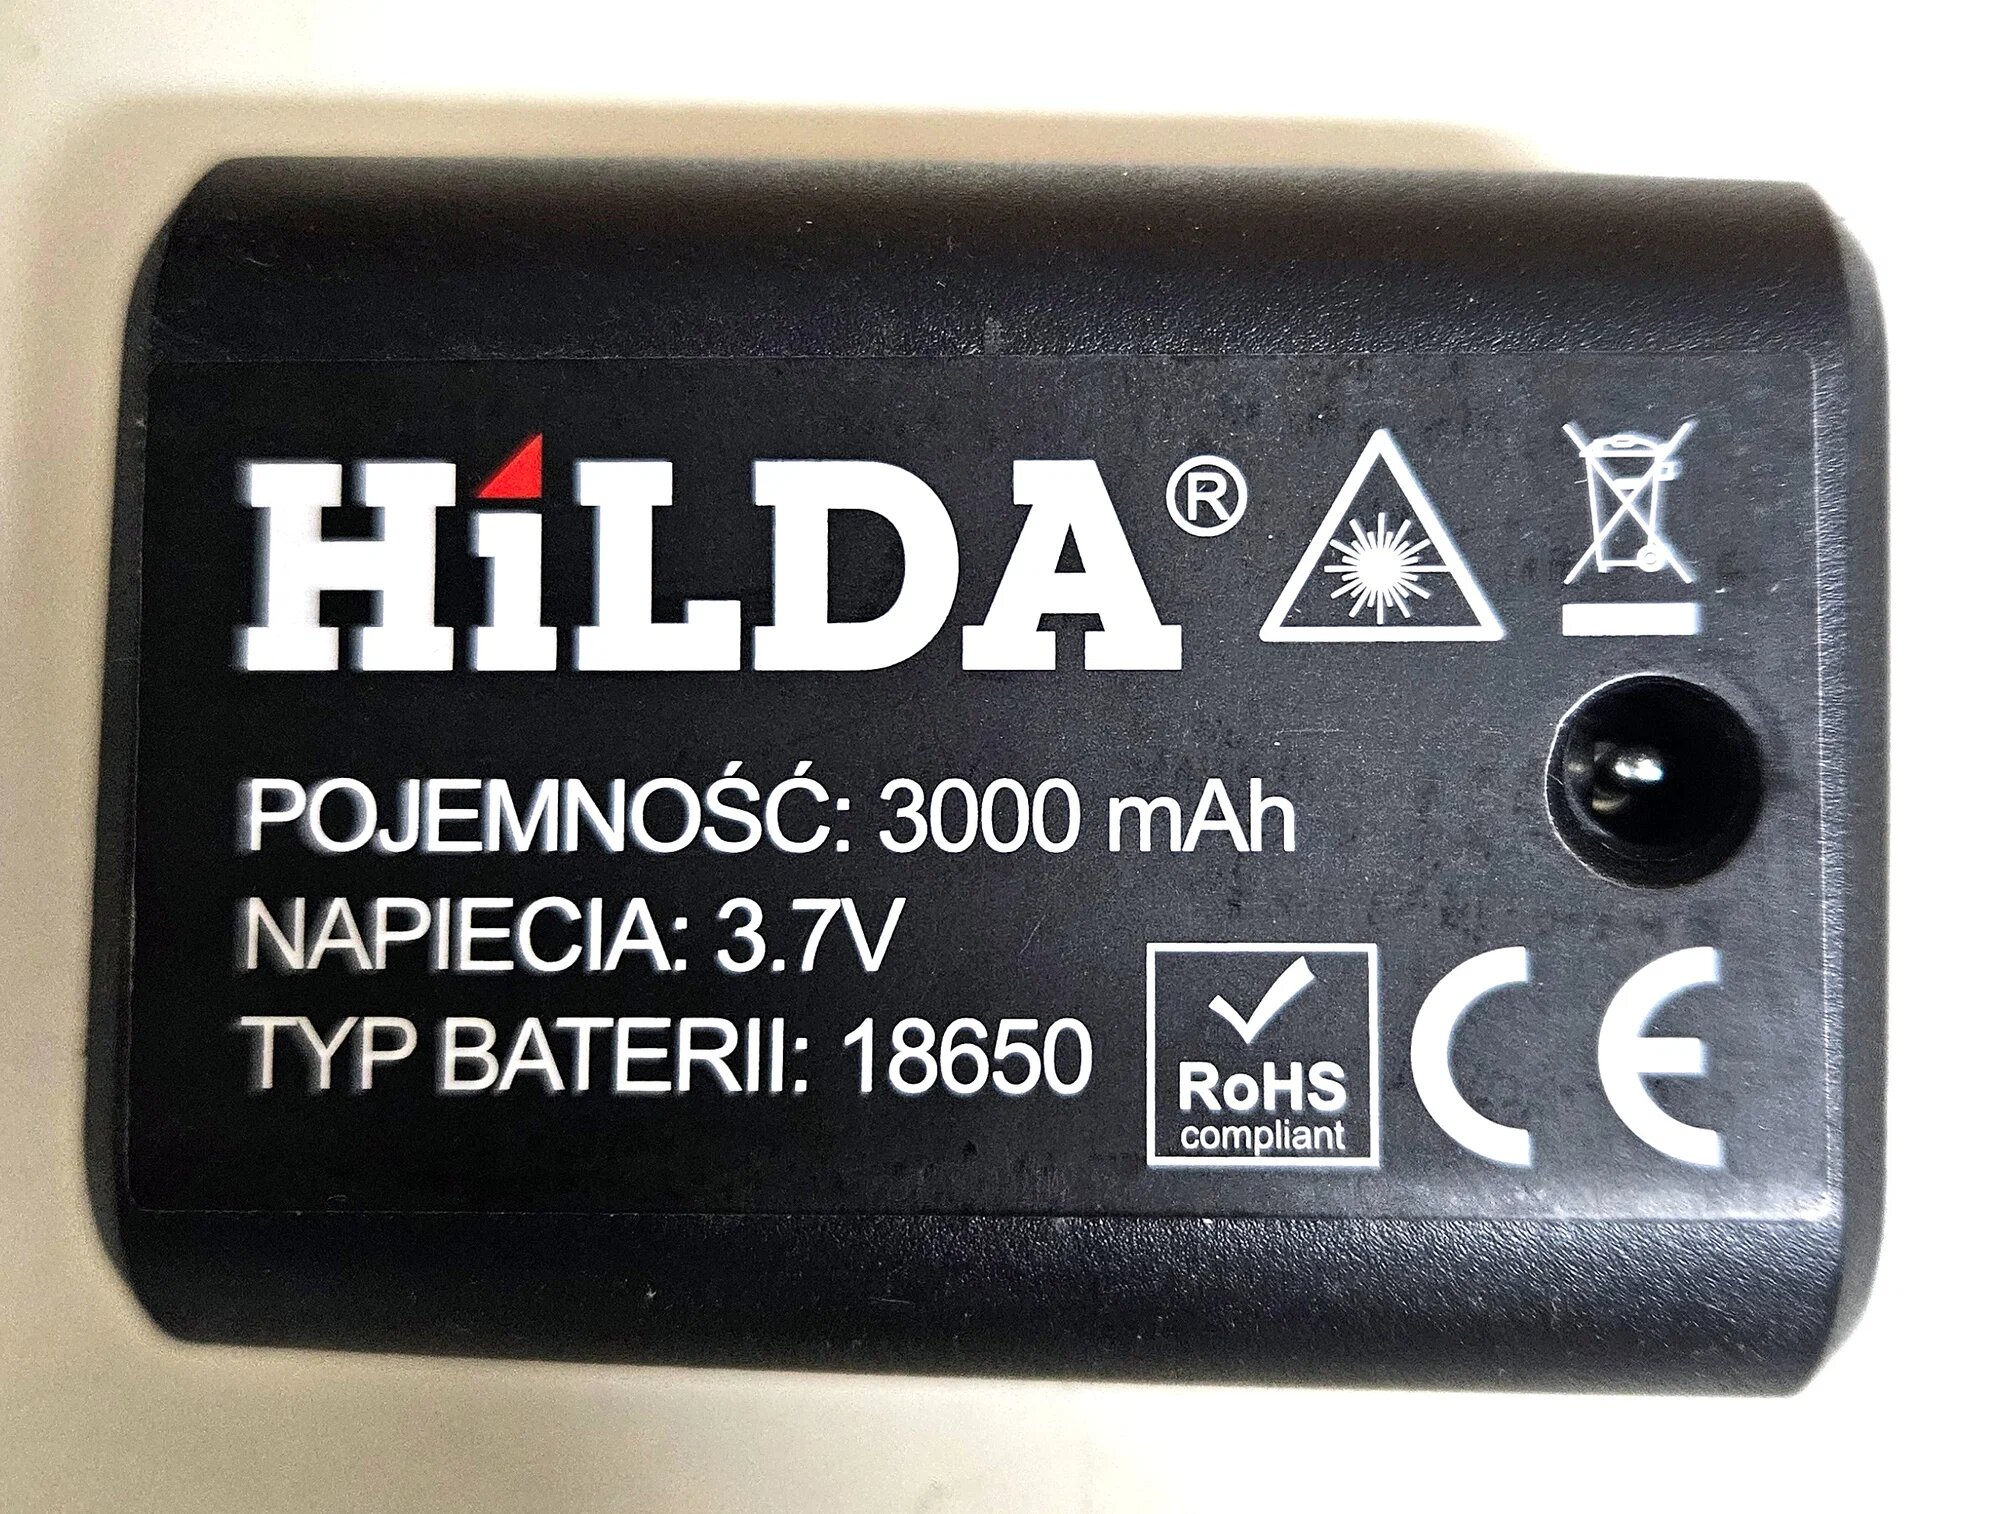 HiLDA®
POJEMNOŚĆ: 3000 mAh
NAPIECIA: 3.7V
TYP BATERII: 18650
RoHS
compliant
CE